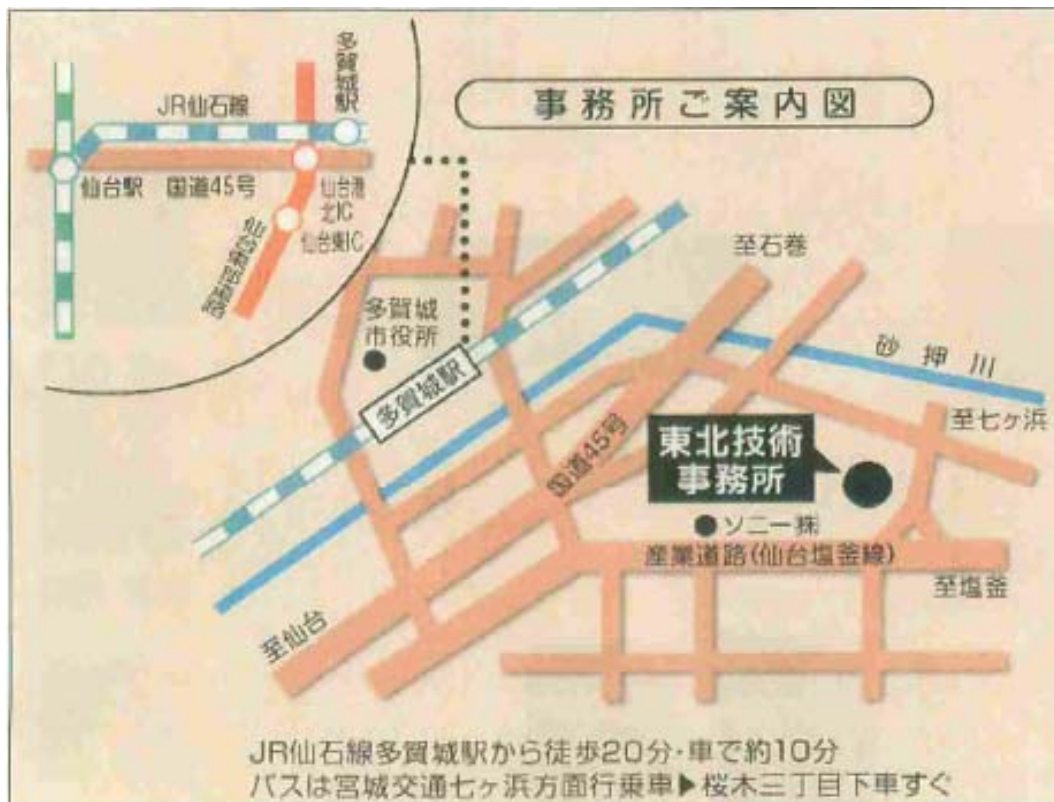 事務所ご案内図
多賀城駅
JR仙石線
仙台駅
国道45号
仙台港
北IC
仙台東IC
仙台東部道路
多賀城
市役所
多賀城駅
至石巻
砂押川
至七ヶ浜
国道45号
東北技術
事務所
ソニー㈱
産業道路(仙台塩釜線)
至塩釜
至仙台
JR仙石線多賀城駅から徒歩20分・車で約10分
バスは宮城交通七ヶ浜方面行乗車▶桜木三丁目下車すぐ